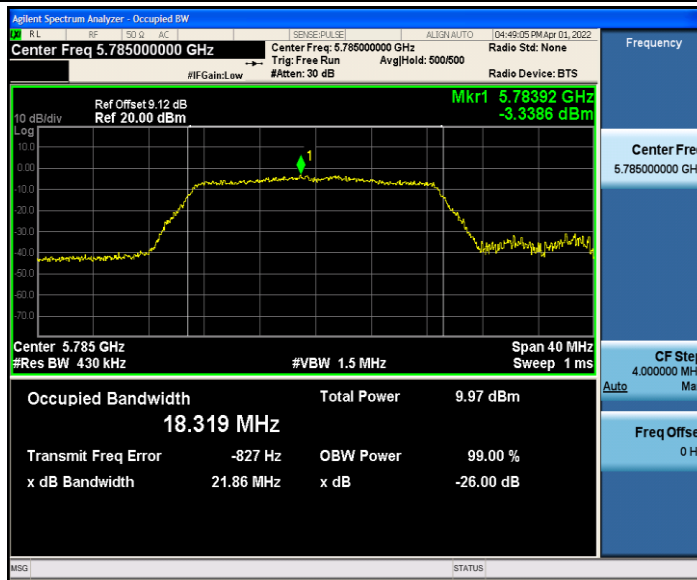 Agilent Spectrum Analyzer - Occupied BW
RL RF 50 Ω AC SENSE:PULSE ALIGN AUTO 04:49:05 PM Apr 01, 2022
Center Freq 5.785000000 GHz Center Freq: 5.785000000 GHz Radio Std: None Frequency
Trig: Free Run Avg|Hold: 500/500
#IFGain:Low #Atten: 30 dB Radio Device: BTS
Ref Offset 9.12 dB Mkr1 5.78392 GHz
10 dB/div Ref 20.00 dBm -3.3386 dBm
Log
10.0
0.00
-10.0
-20.0
-30.0
-40.0
-50.0
-60.0
-70.0
1
Center Fre
5.785000000 GH
Center 5.785 GHz Span 40 MHz
#Res BW 430 kHz #VBW 1.5 MHz Sweep 1 ms
CF Step
4.000000 MH
Auto Ma
Occupied Bandwidth Total Power 9.97 dBm
18.319 MHz
Transmit Freq Error -827 Hz OBW Power 99.00 %
x dB Bandwidth 21.86 MHz x dB -26.00 dB
Freq Offse
0 H
MSG STATUS